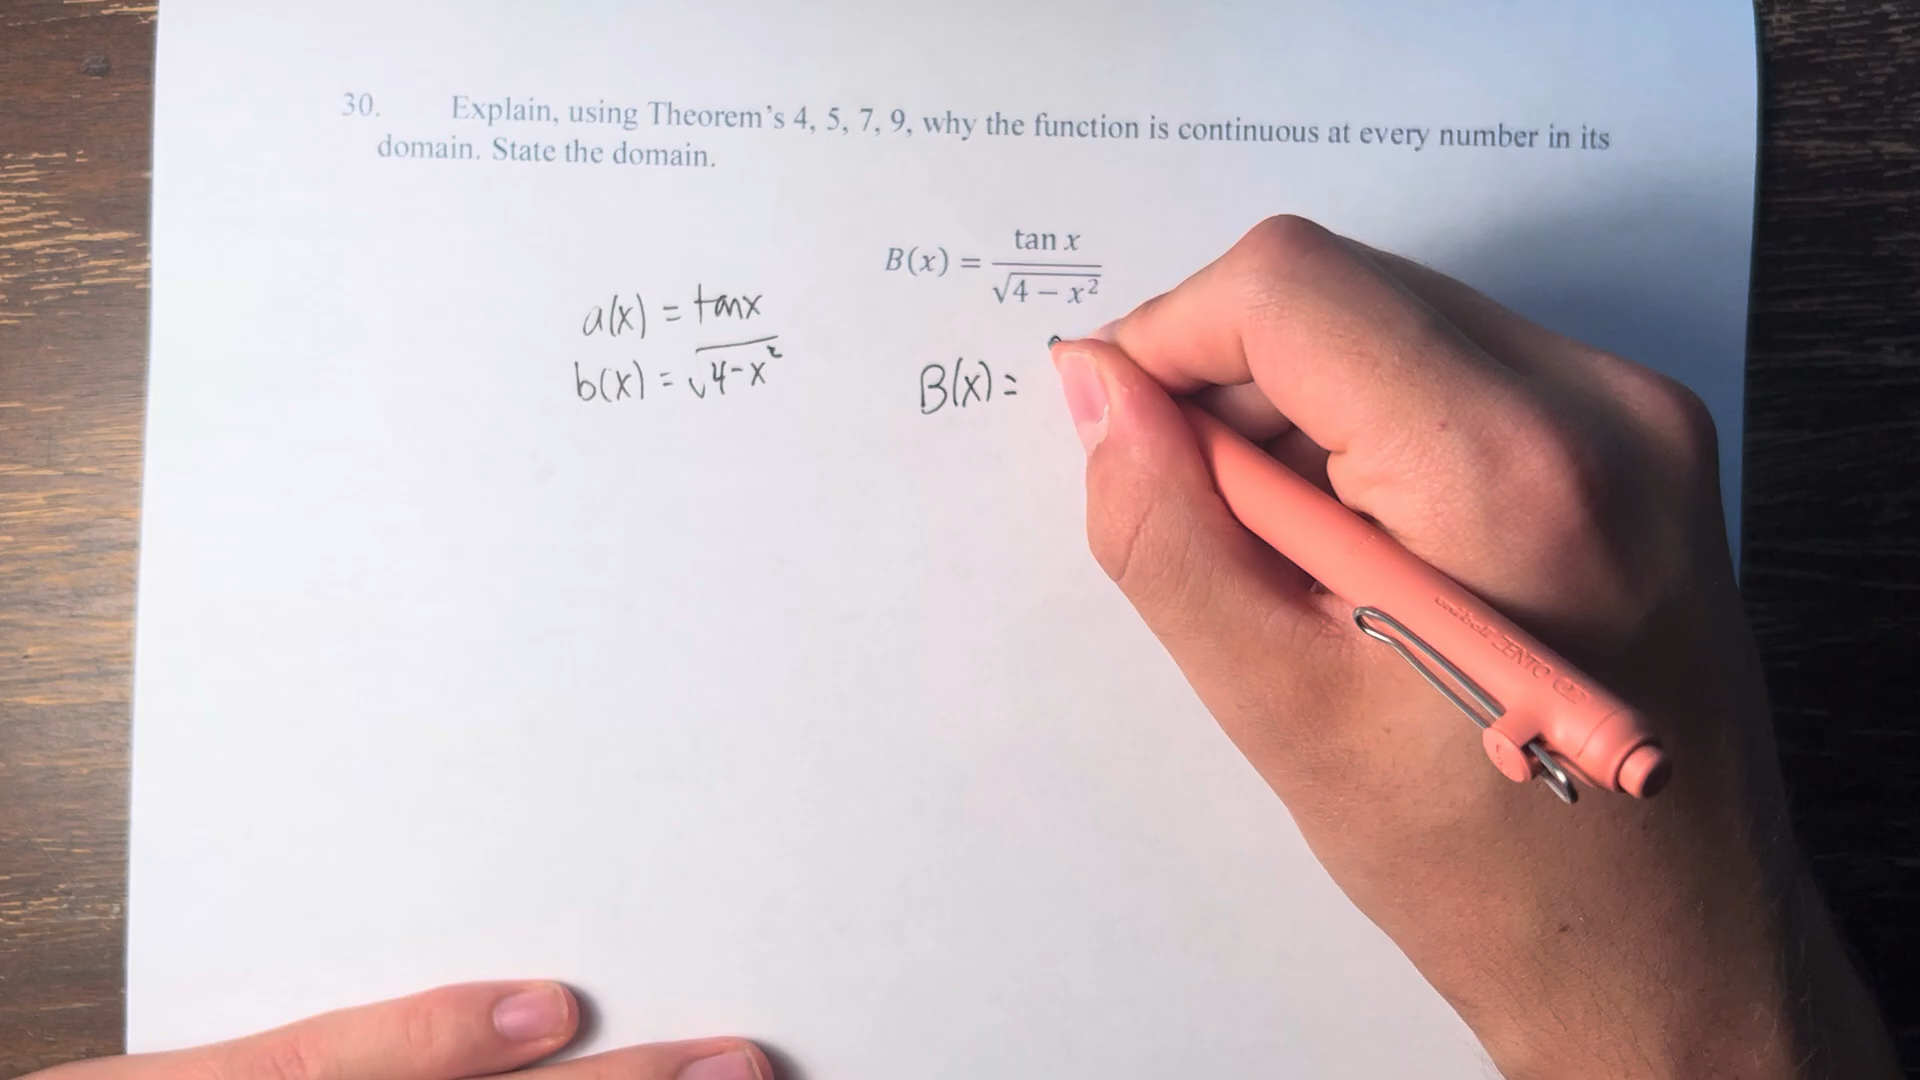 30. Explain, using Theorem's 4, 5, 7, 9, why the function is continuous at every number in its
domain. State the domain.
B(x) = tan x / √(4 − x²)
a(x) = tanx
b(x) = √(4-x²)
B(x) =
ZENTO